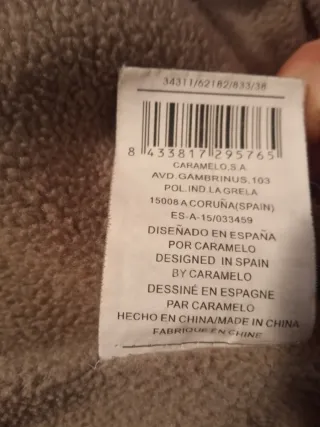 34311/62182/833/38
8 433817 295765
CARAMELO,S.A
AVD.GAMBRINUS,103
POL.IND.LA GRELA
15008 A CORUÑA(SPAIN)
ES-A-15/033459
DISEÑADO EN ESPAÑA
POR CARAMELO
DESIGNED IN SPAIN
BY CARAMELO
DESSINÉ EN ESPAGNE
PAR CARAMELO
HECHO EN CHINA/MADE IN CHINA
FABRIQUE EN CHINE